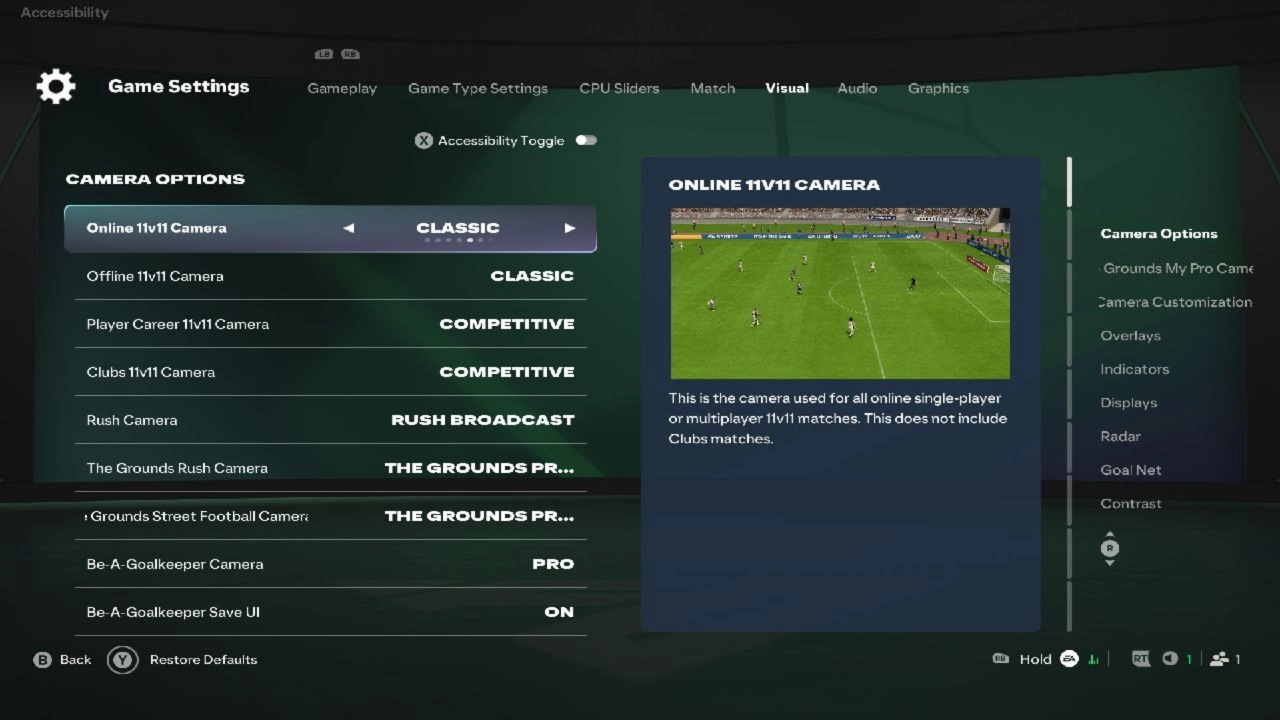 Accessibility
LB RB
Game Settings
Gameplay
Game Type Settings
CPU Sliders
Match
Visual
Audio
Graphics
X Accessibility Toggle
CAMERA OPTIONS
Online 11v11 Camera CLASSIC
Offline 11v11 Camera CLASSIC
Player Career 11v11 Camera COMPETITIVE
Clubs 11v11 Camera COMPETITIVE
Rush Camera RUSH BROADCAST
The Grounds Rush Camera THE GROUNDS PR...
Grounds Street Football Camera THE GROUNDS PR...
Be-A-Goalkeeper Camera PRO
Be-A-Goalkeeper Save UI ON
ONLINE 11V11 CAMERA
This is the camera used for all online single-player
or multiplayer 11v11 matches. This does not include
Clubs matches.
Camera Options
Grounds My Pro Came
Camera Customization
Overlays
Indicators
Displays
Radar
Goal Net
Contrast
R
B Back Y Restore Defaults
RB Hold EA RT 1 1